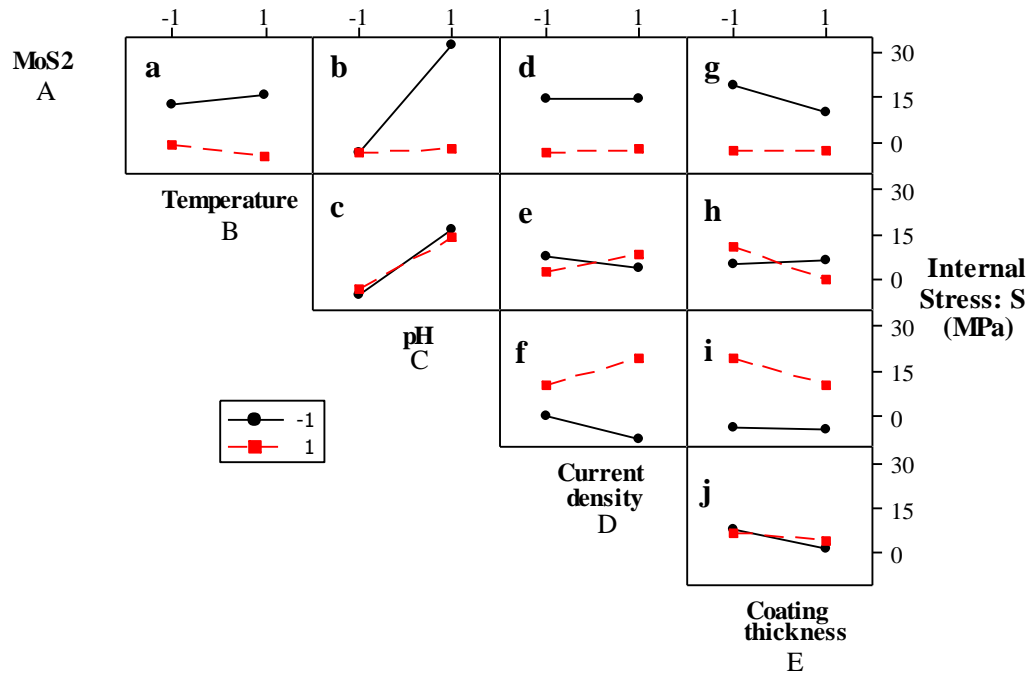 -1 1 -1 1 -1 1 -1 1
MoS2
A
a
b
d
g
30
15
0
Temperature
B
c
e
h
30
15
0
Internal
Stress: S
(MPa)
pH
C
f
i
30
15
0
-1
1
Current
density
D
j
30
15
0
Coating
thickness
E